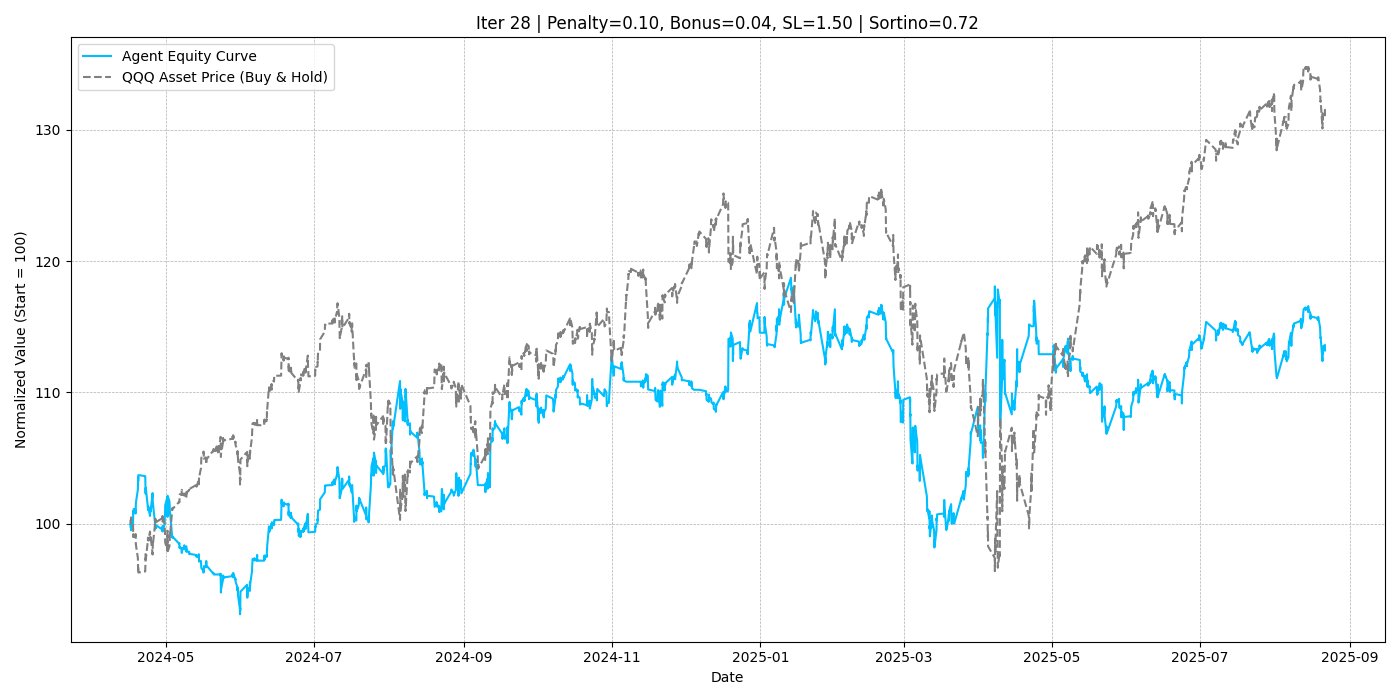 Iter 28 | Penalty=0.10, Bonus=0.04, SL=1.50 | Sortino=0.72
Agent Equity Curve
QQQ Asset Price (Buy & Hold)
Normalized Value (Start = 100)
130
120
110
100
2024-05
2024-07
2024-09
2024-11
2025-01
2025-03
2025-05
2025-07
2025-09
Date